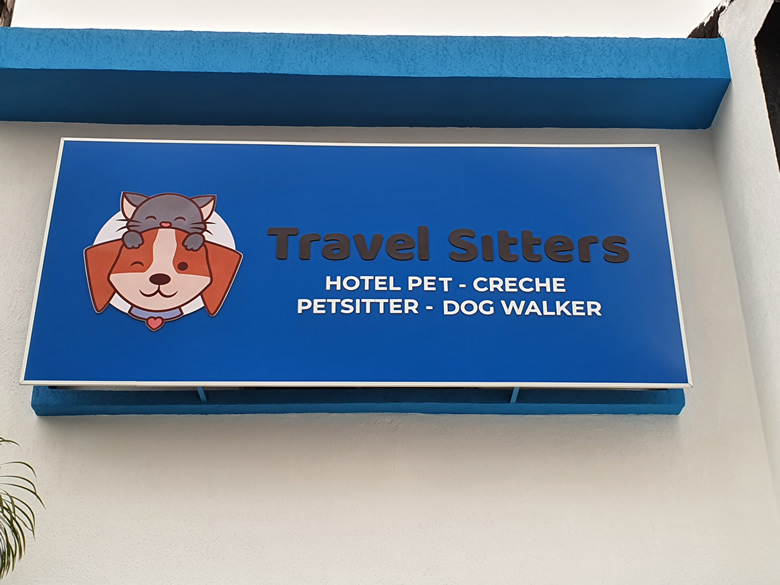 Travel Sitters
HOTEL PET - CRECHE
PETSITTER - DOG WALKER